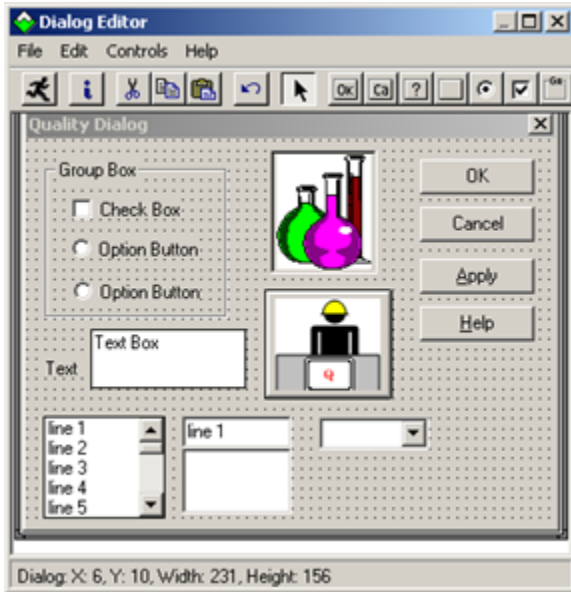 Dialog Editor
File Edit Controls Help
OK Ca ?
Quality Dialog
Group Box
Check Box
Option Button
Option Button
OK
Cancel
Apply
Help
Text
Text Box
Q
line 1
line 2
line 3
line 4
line 5
line 1
Dialog: X: 6, Y: 10, Width: 231, Height: 156